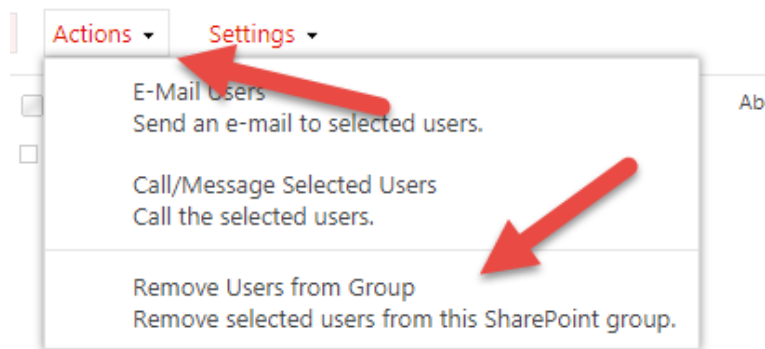 Actions Settings
E-Mail Users
Send an e-mail to selected users.
Ab
Call/Message Selected Users
Call the selected users.
Remove Users from Group
Remove selected users from this SharePoint group.